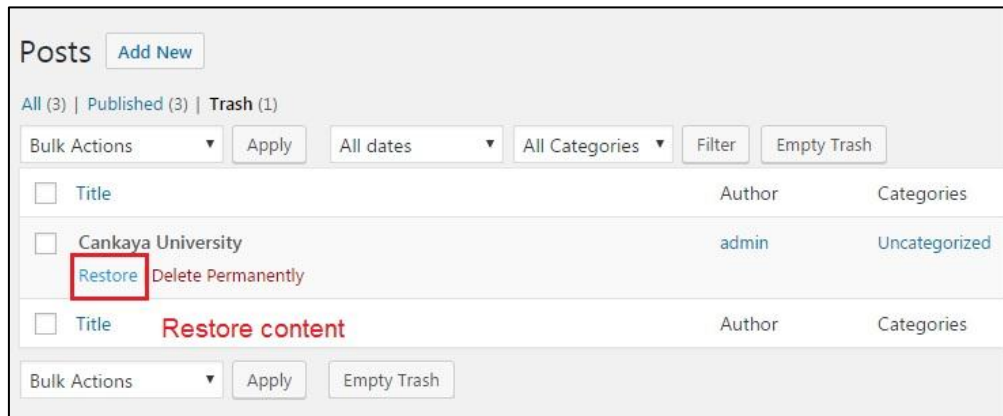 Posts Add New
All (3) | Published (3) | Trash (1)
Bulk Actions Apply All dates All Categories Filter Empty Trash
Title Author Categories
Cankaya University admin Uncategorized
Restore Delete Permanently
Title Restore content Author Categories
Bulk Actions Apply Empty Trash